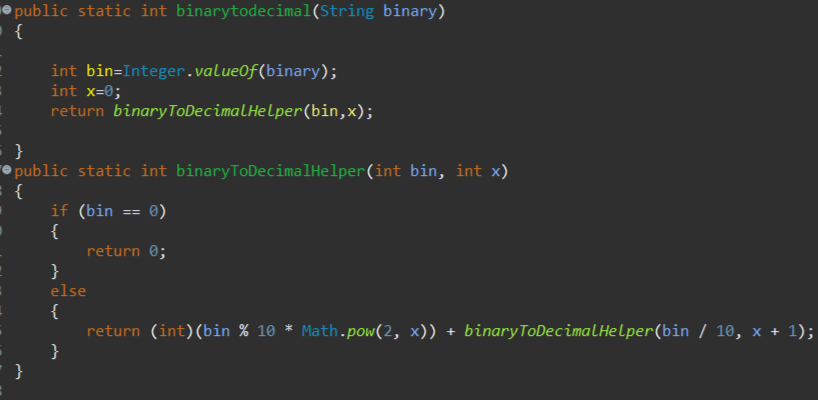 public static int binarytodecimal(String binary)
{
int bin=Integer.valueOf(binary);
int x=0;
return binaryToDecimalHelper(bin,x);
}
public static int binaryToDecimalHelper(int bin, int x)
{
if (bin == 0)
{
return 0;
}
else
{
return (int)(bin % 10 * Math.pow(2, x)) + binaryToDecimalHelper(bin / 10, x + 1);
}
}